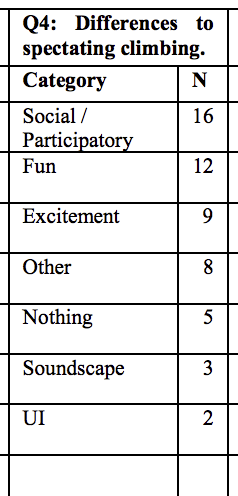 Q4: Differences to
spectating climbing.
Category N
Social / 16
Participatory
Fun 12
Excitement 9
Other 8
Nothing 5
Soundscape 3
UI 2